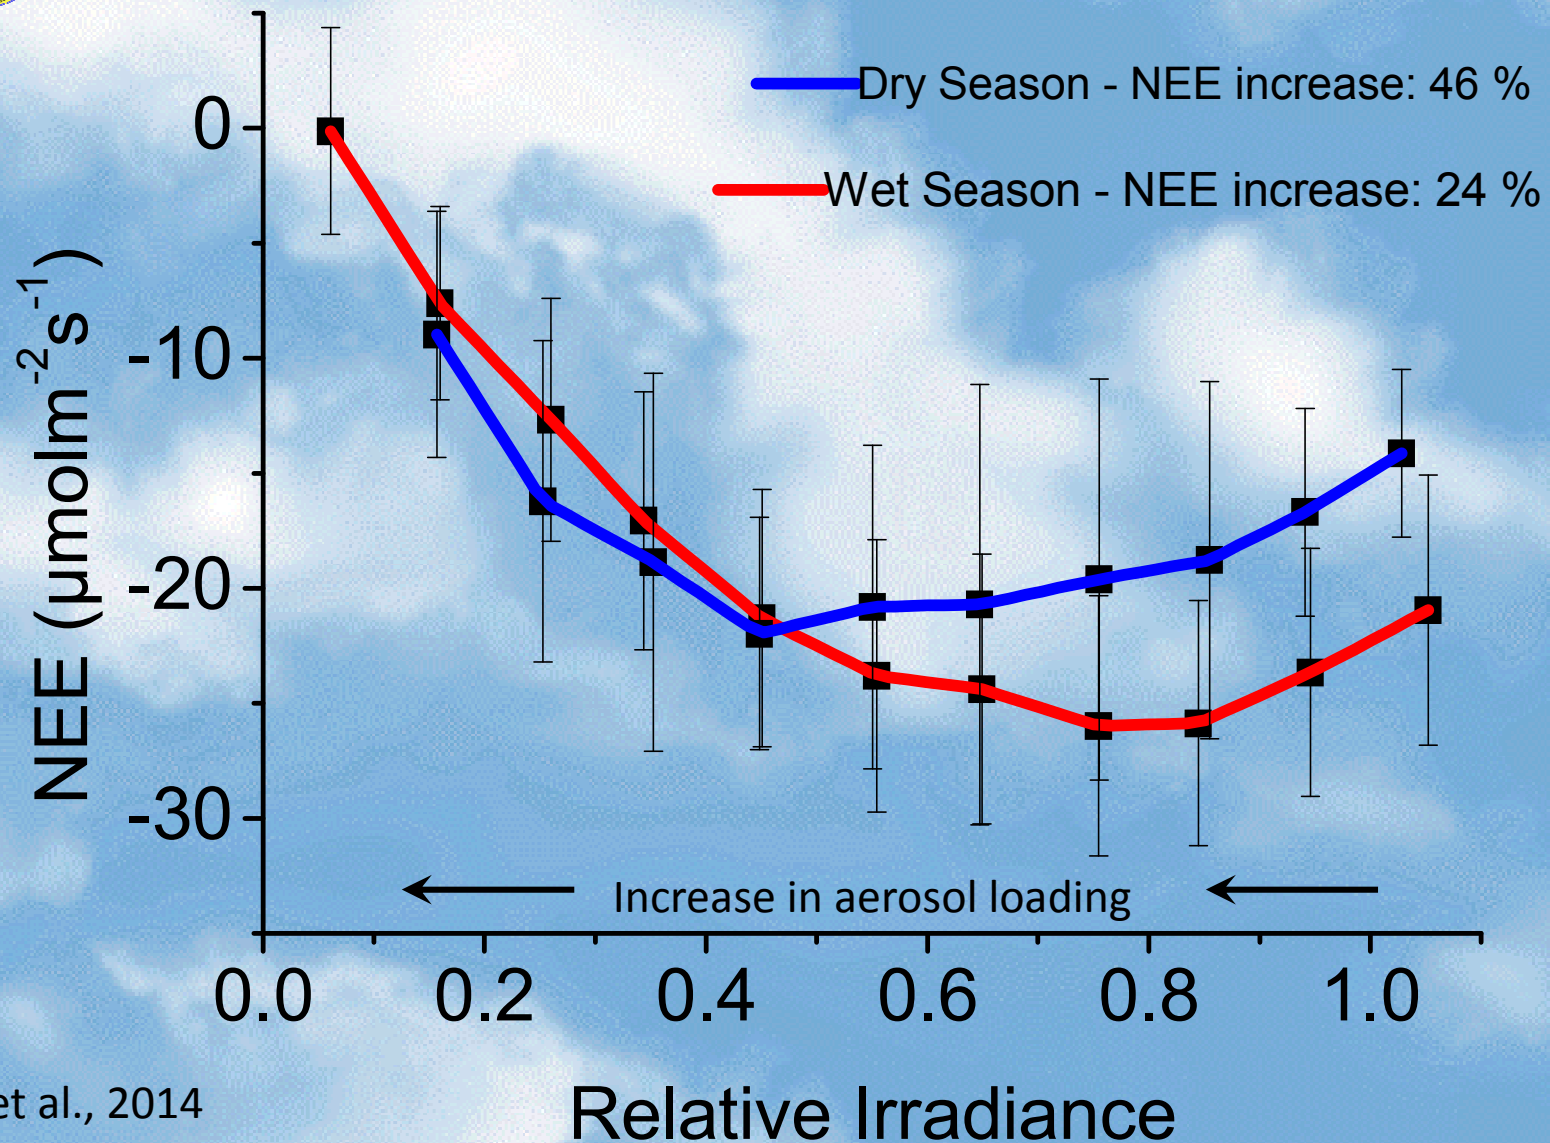 Dry Season - NEE increase: 46 %
Wet Season - NEE increase: 24 %
NEE (μmolm⁻²s⁻¹)
0
-10
-20
-30
Increase in aerosol loading
0.0 0.2 0.4 0.6 0.8 1.0
Relative Irradiance
et al., 2014